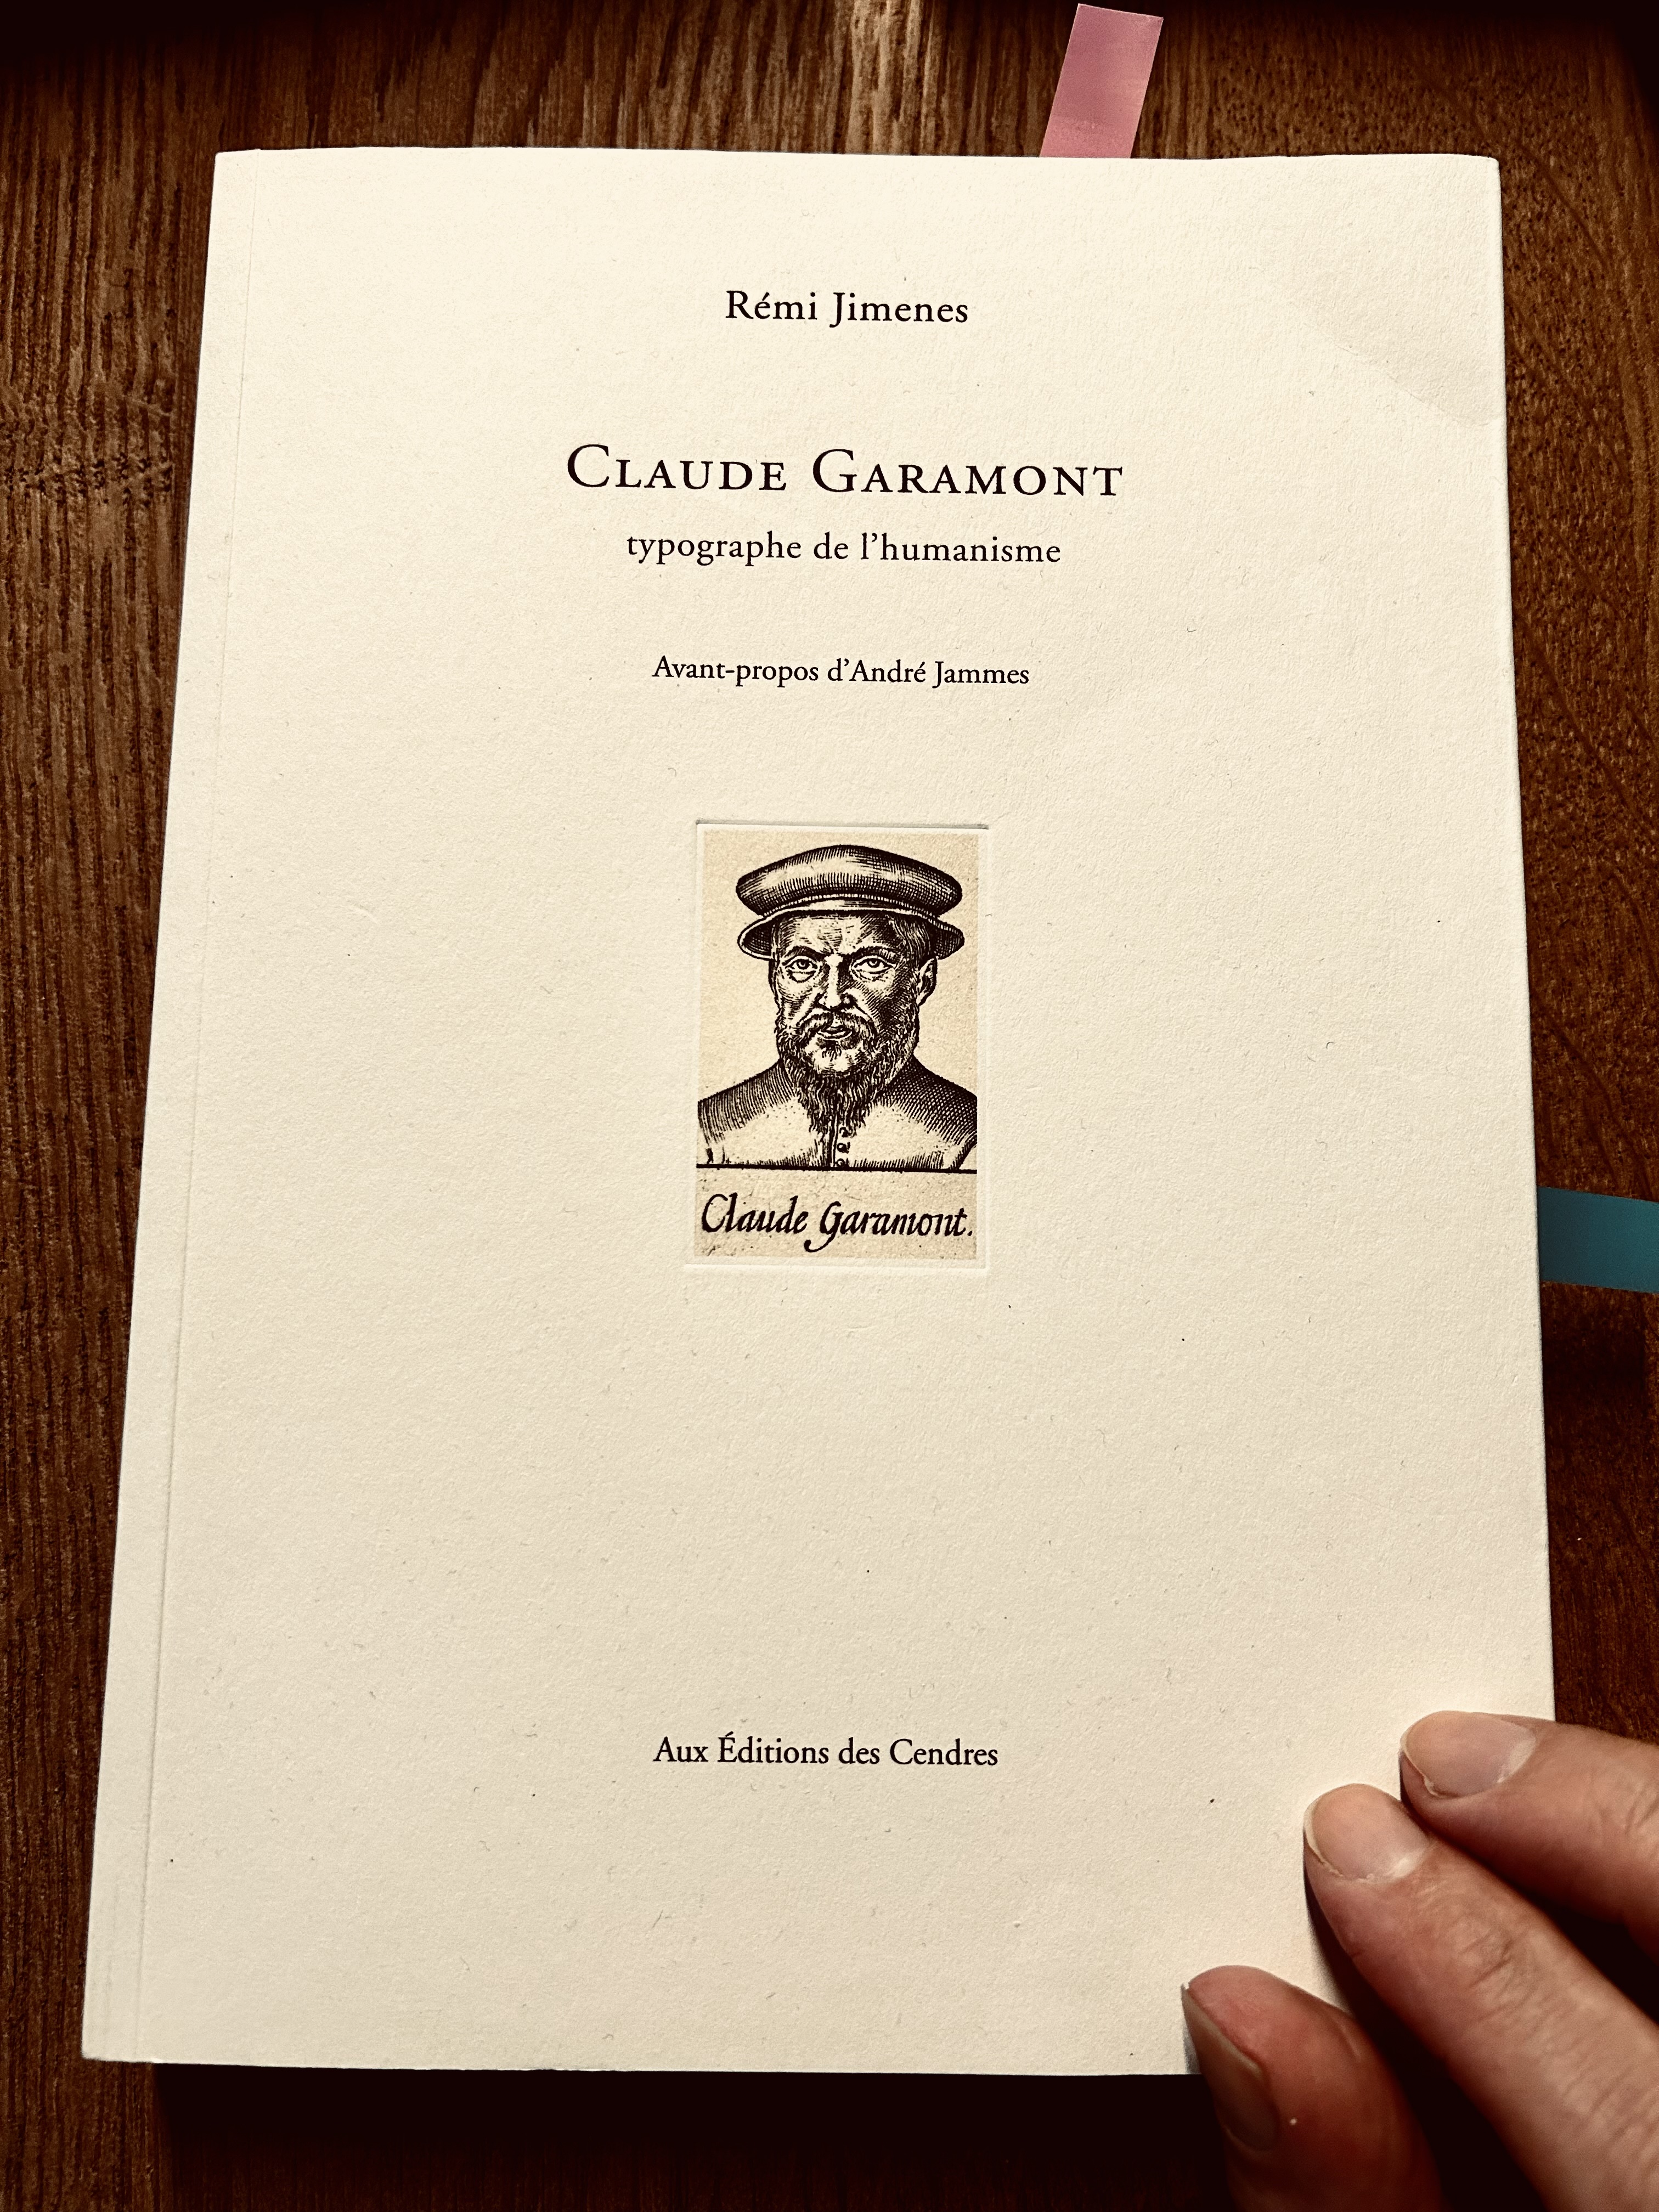 Rémi Jimenes
Claude Garamont
typographe de l’humanisme
Avant-propos d’André Jammes
Claude Garamont.
Aux Éditions des Cendres